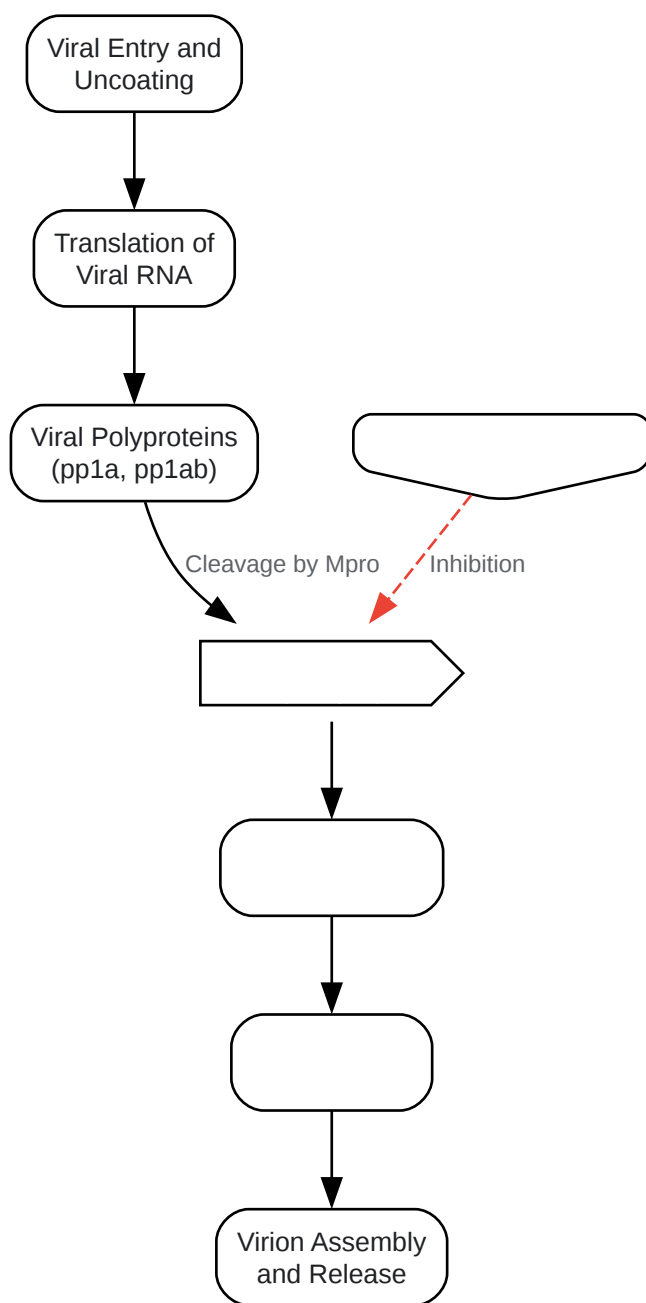 Viral Entry and
Uncoating
Translation of
Viral RNA
Viral Polyproteins
(pp1a, pp1ab)
Cleavage by Mpro
Inhibition
Virion Assembly
and Release